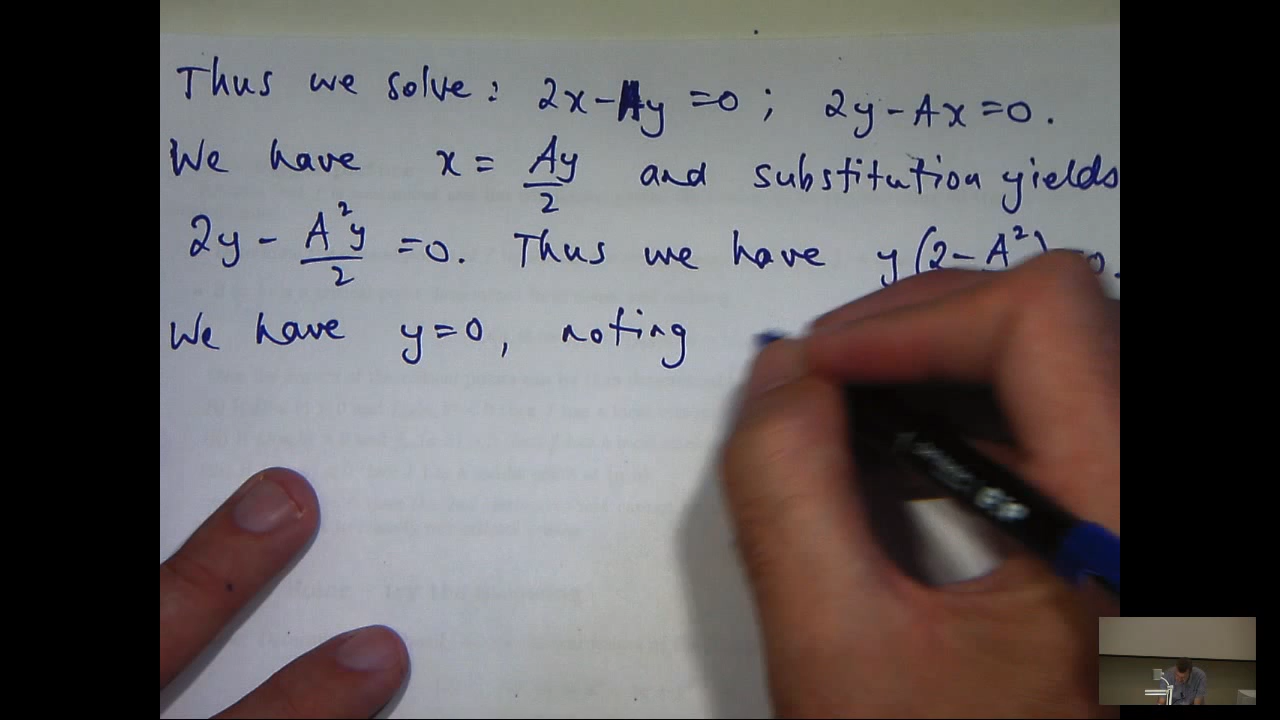 Thus we solve: 2x-Ay=0; 2y-Ax=0.
We have x = Ay/2 and substitution yields
2y - A²y/2 = 0. Thus we have y(2-A²) 0.
We have y=0, noting